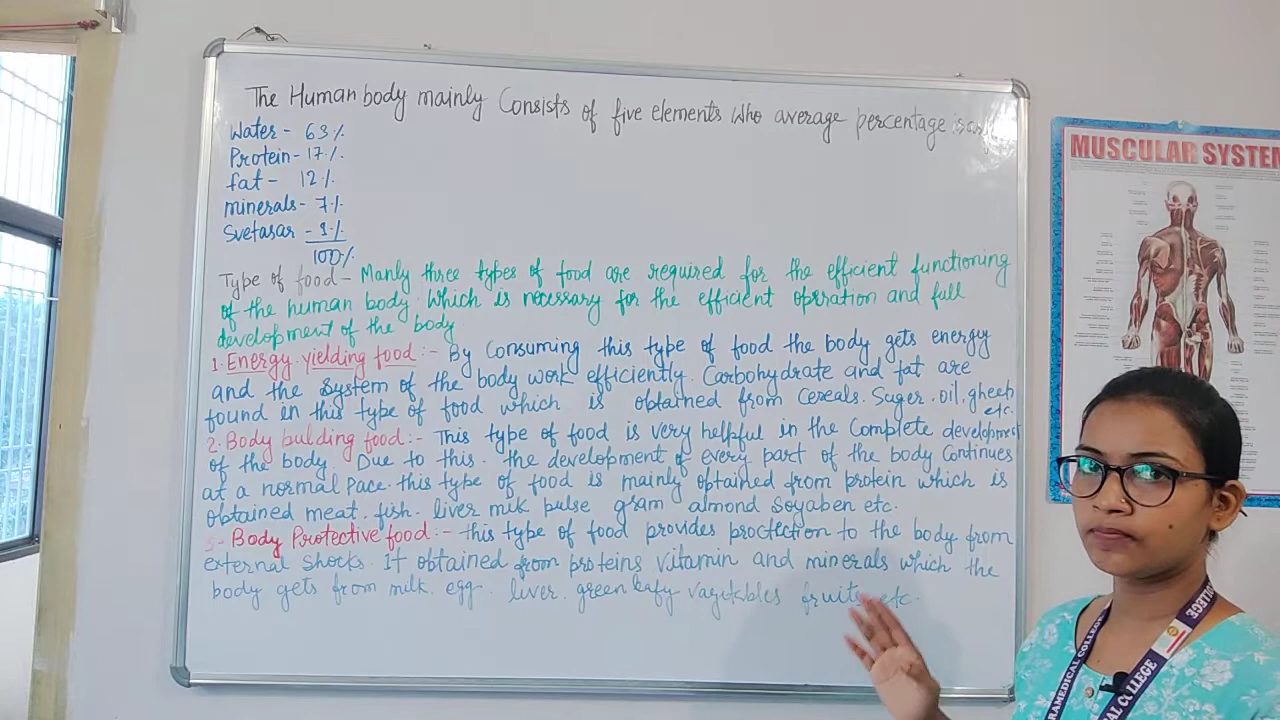 The Human body mainly Consists of five elements Who average percentage is as
Water - 63%
Protein - 17%
fat - 12%
minerals - 7%
Svetasar - 1%
100%
Type of food - Manly three types of food are required for the efficient functioning
of the human body. Which is necessary for the efficient operation and full
development of the body.
1. Energy yielding food :- By Consuming this type of food the body gets energy
and the system of the body work efficiently. Carbohydrate and fat are
found in this type of food which is obtained from Cereals. Suger. oil, ghee
etc.
2. Body bulding food :- This type of food is very helpful in the Complete development
of the body. Due to this. the development of every part of the body Continues
at a normal pace. this type of food is mainly obtained from protein which is
obtained meat. fish. liver milk pulse gram almond Soyaben etc.
3- Body Protective food :- This type of food provides proctection to the body from
external Shocks. It obtained from proteins vitamin and minerals which the
body gets from milk. egg. liver. green leafy vagitables fruits etc.
MUSCULAR SYSTEM
RAMEDICAL COLLEGE
COLLEGE